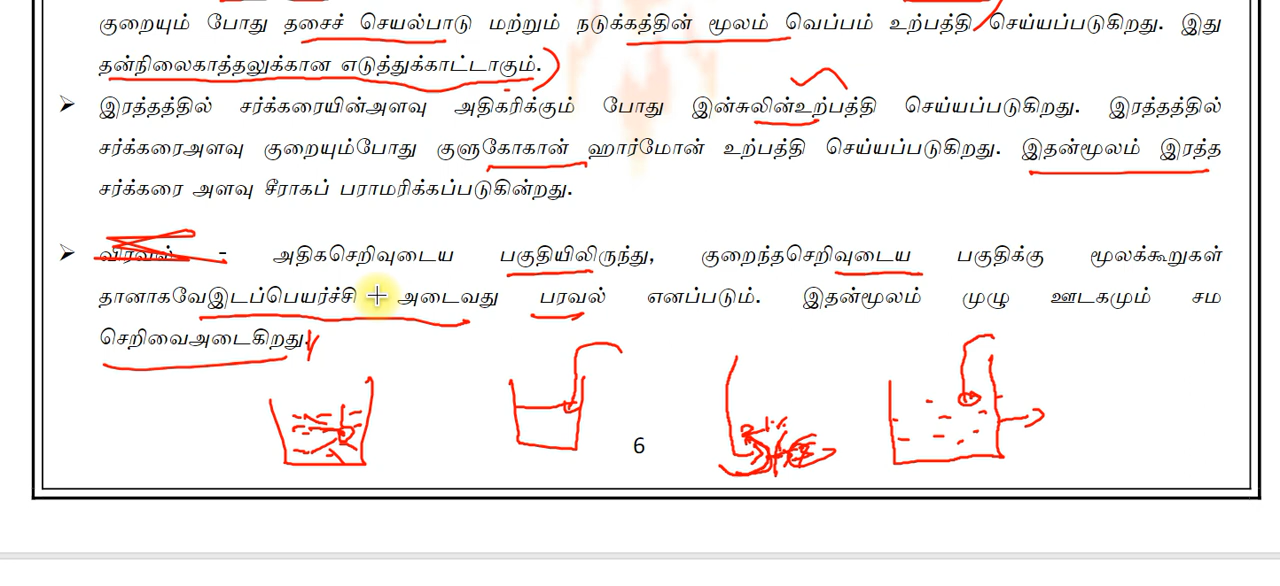 குறையும் போது தசைச் செயல்பாடு மற்றும் நடுக்கத்தின் மூலம் வெப்பம் உற்பத்தி செய்யப்படுகிறது. இது
தன்நிலைகாத்தலுக்கான எடுத்துக்காட்டாகும்.
➤ இரத்தத்தில் சர்க்கரையின்அளவு அதிகரிக்கும் போது இன்சுலின்உற்பத்தி செய்யப்படுகிறது. இரத்தத்தில்
சர்க்கரைஅளவு குறையும்போது குளுகோகான் ஹார்மோன் உற்பத்தி செய்யப்படுகிறது. இதன்மூலம் இரத்த
சர்க்கரை அளவு சீராகப் பராமரிக்கப்படுகின்றது.
➤ - அதிகசெறிவுடைய பகுதியிலிருந்து, குறைந்தசெறிவுடைய பகுதிக்கு மூலக்கூறுகள்
தானாகவேஇடப்பெயர்ச்சி அடைவது பரவல் எனப்படும். இதன்மூலம் முழு ஊடகமும் சம
செறிவைஅடைகிறது.
6